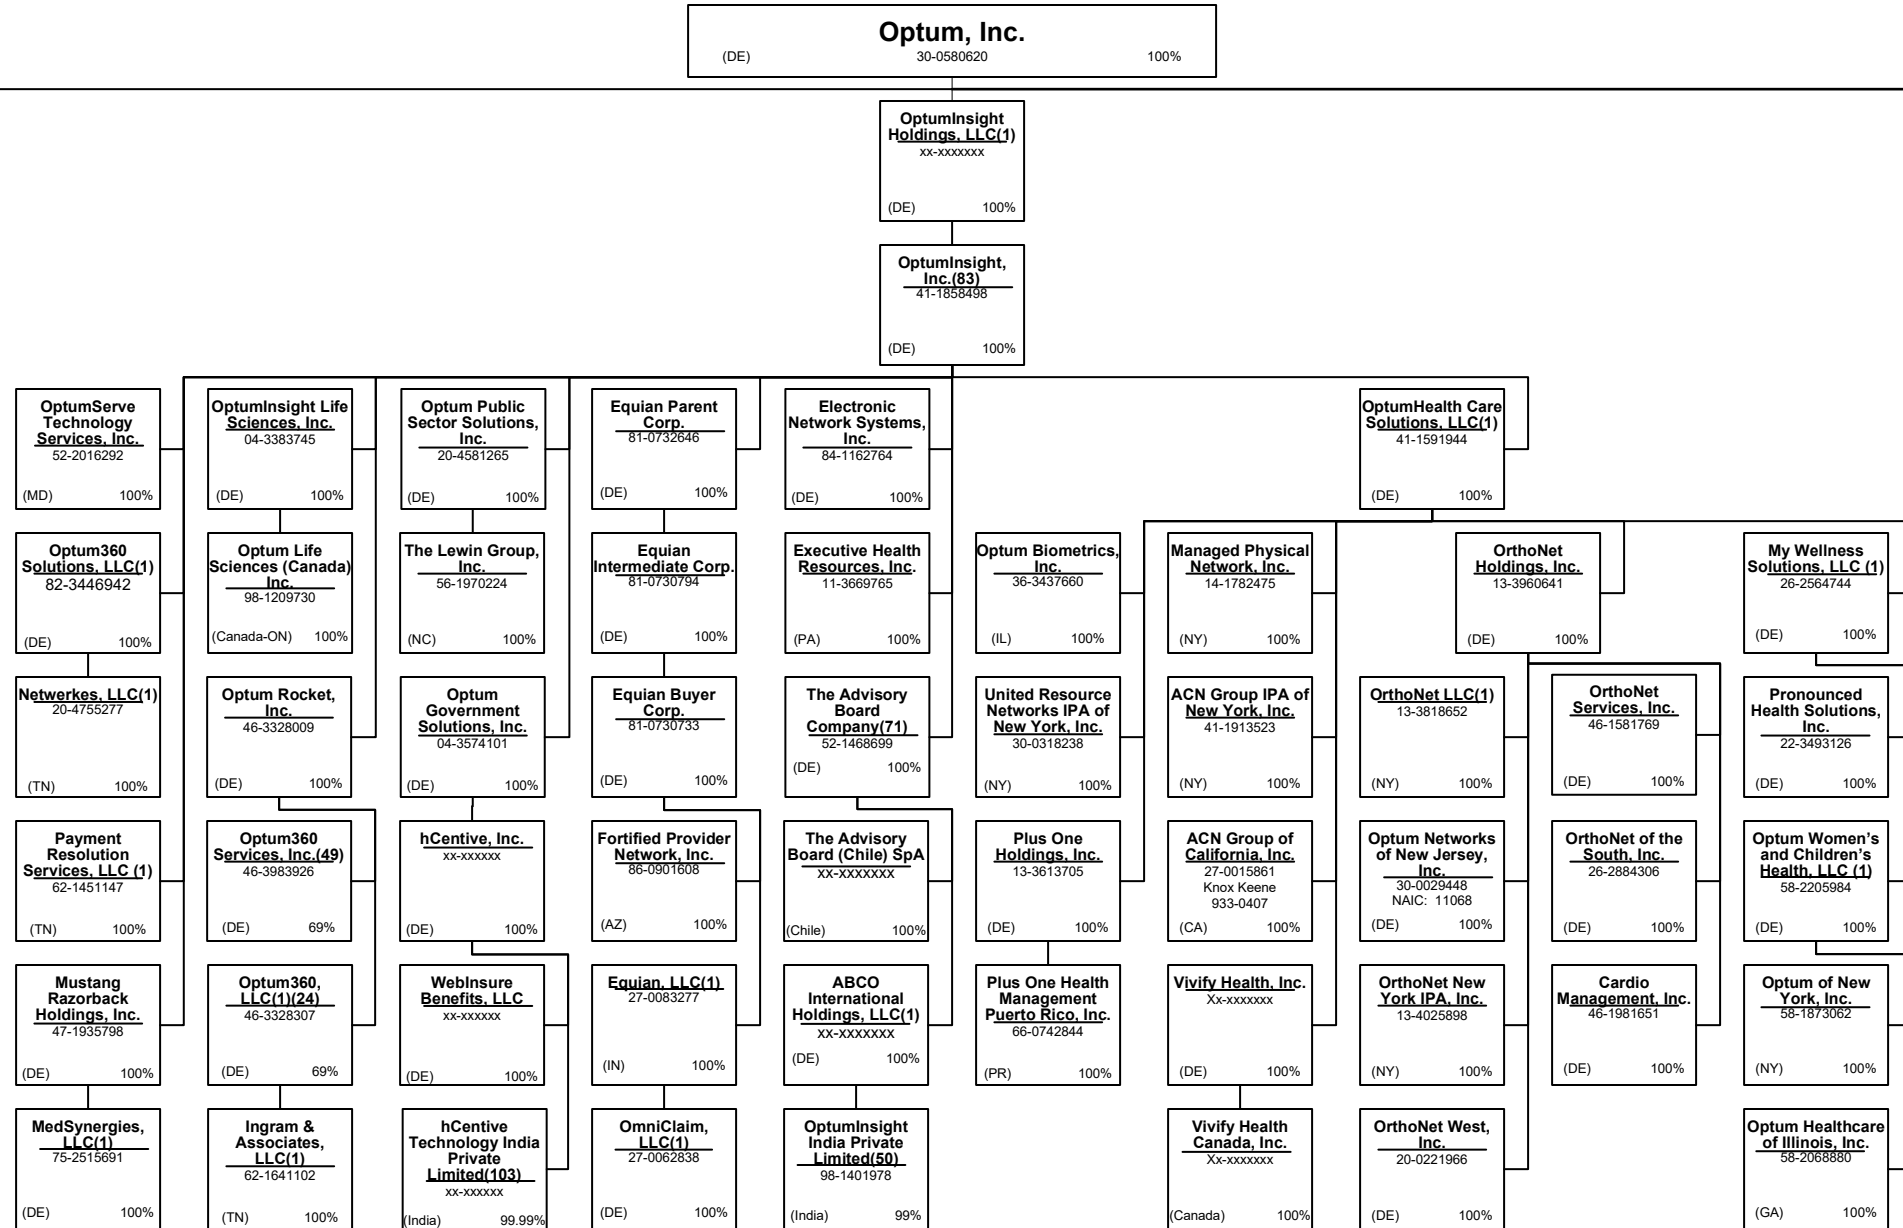 Optum, Inc.
(DE) 30-0580620 100%
OptumInsight
Holdings, LLC(1)
xx-xxxxxxx
(DE) 100%
OptumInsight,
Inc.(83)
41-1858498
(DE) 100%
OptumServe
Technology
Services, Inc.
52-2016292
(MD) 100%
OptumInsight Life
Sciences, Inc.
04-3383745
(DE) 100%
Optum Public
Sector Solutions,
Inc.
20-4581265
(DE) 100%
Equian Parent
Corp.
81-0732646
(DE) 100%
Electronic
Network Systems,
Inc.
84-1162764
(DE) 100%
OptumHealth Care
Solutions, LLC(1)
41-1591944
(DE) 100%
Optum360
Solutions, LLC(1)
82-3446942
(DE) 100%
Optum Life
Sciences (Canada)
Inc.
98-1209730
(Canada-ON) 100%
The Lewin Group,
Inc.
56-1970224
(NC) 100%
Equian
Intermediate Corp.
81-0730794
(DE) 100%
Executive Health
Resources, Inc.
11-3669765
(PA) 100%
Optum Biometrics,
Inc.
36-3437660
(IL) 100%
Managed Physical
Network, Inc.
14-1782475
(NY) 100%
OrthoNet
Holdings, Inc.
13-3960641
(DE) 100%
My Wellness
Solutions, LLC (1)
26-2564744
(DE) 100%
Netwerkes, LLC(1)
20-4755277
(TN) 100%
Optum Rocket,
Inc.
46-3328009
(DE) 100%
Optum
Government
Solutions, Inc.
04-3574101
(DE) 100%
Equian Buyer
Corp.
81-0730733
(DE) 100%
The Advisory
Board
Company(71)
52-1468699
(DE) 100%
United Resource
Networks IPA of
New York, Inc.
30-0318238
(NY) 100%
ACN Group IPA of
New York, Inc.
41-1913523
(NY) 100%
OrthoNet LLC(1)
13-3818652
(NY) 100%
OrthoNet
Services, Inc.
46-1581769
(DE) 100%
Pronounced
Health Solutions,
Inc.
22-3493126
(DE) 100%
Payment
Resolution
Services, LLC (1)
62-1451147
(TN) 100%
Optum360
Services, Inc.(49)
46-3983926
(DE) 69%
hCentive, Inc.
xx-xxxxxx
(DE) 100%
Fortified Provider
Network, Inc.
86-0901608
(AZ) 100%
The Advisory
Board (Chile) SpA
xx-xxxxxxx
(Chile) 100%
Plus One
Holdings, Inc.
13-3613705
(DE) 100%
ACN Group of
California, Inc.
27-0015861
Knox Keene
933-0407
(CA) 100%
Optum Networks
of New Jersey,
Inc.
30-0029448
NAIC: 11068
(DE) 100%
OrthoNet of the
South, Inc.
26-2884306
(DE) 100%
Optum Women's
and Children's
Health, LLC (1)
58-2205984
(DE) 100%
Mustang
Razorback
Holdings, Inc.
47-1935798
(DE) 100%
Optum360,
LLC(1)(24)
46-3328307
(DE) 69%
WebInsure
Benefits, LLC
xx-xxxxxx
(DE) 100%
Equian, LLC(1)
27-0083277
(IN) 100%
ABCO
International
Holdings, LLC(1)
xx-xxxxxxx
(DE) 100%
Plus One Health
Management
Puerto Rico, Inc.
66-0742844
(PR) 100%
Vivify Health, Inc.
Xx-xxxxxxx
(DE) 100%
OrthoNet New
York IPA, Inc.
13-4025898
(NY) 100%
Cardio
Management, Inc.
46-1981651
(DE) 100%
Optum of New
York, Inc.
58-1873062
(NY) 100%
MedSynergies,
LLC(1)
75-2515691
(DE) 100%
Ingram &
Associates,
LLC(1)
62-1641102
(TN) 100%
hCentive
Technology India
Private
Limited(103)
xx-xxxxxx
(India) 99.99%
OmniClaim,
LLC(1)
27-0062838
(DE) 100%
OptumInsight
India Private
Limited(50)
98-1401978
(India) 99%
Vivify Health
Canada, Inc.
Xx-xxxxxxx
(Canada) 100%
OrthoNet West,
Inc.
20-0221966
(DE) 100%
Optum Healthcare
of Illinois, Inc.
58-2068880
(GA) 100%